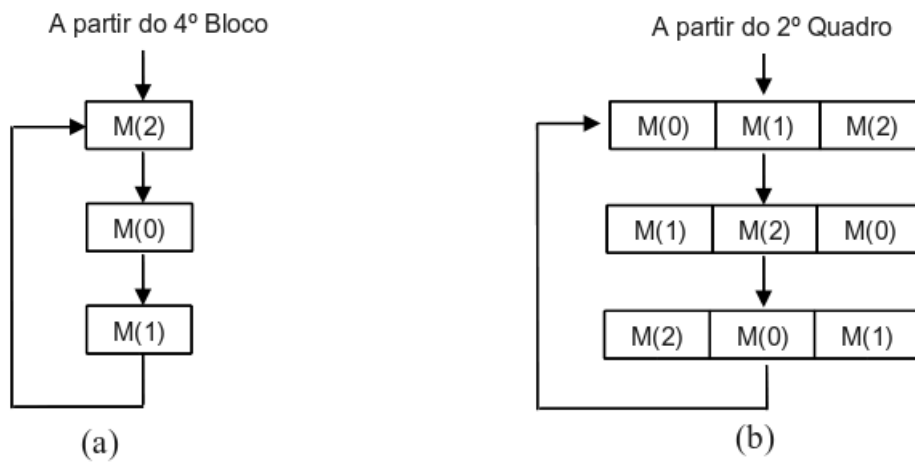 A partir do 4º Bloco
M(2)
M(0)
M(1)
(a)
A partir do 2º Quadro
M(0) M(1) M(2)
M(1) M(2) M(0)
M(2) M(0) M(1)
(b)